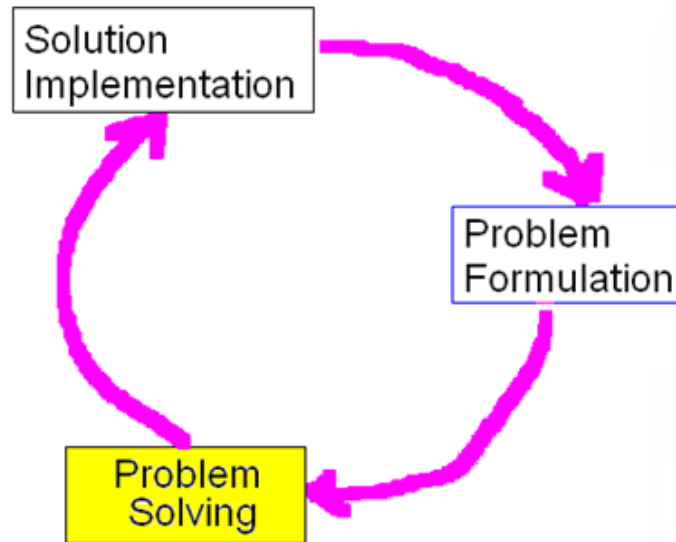 Solution
Implementation
Problem
Formulation
Problem
Solving